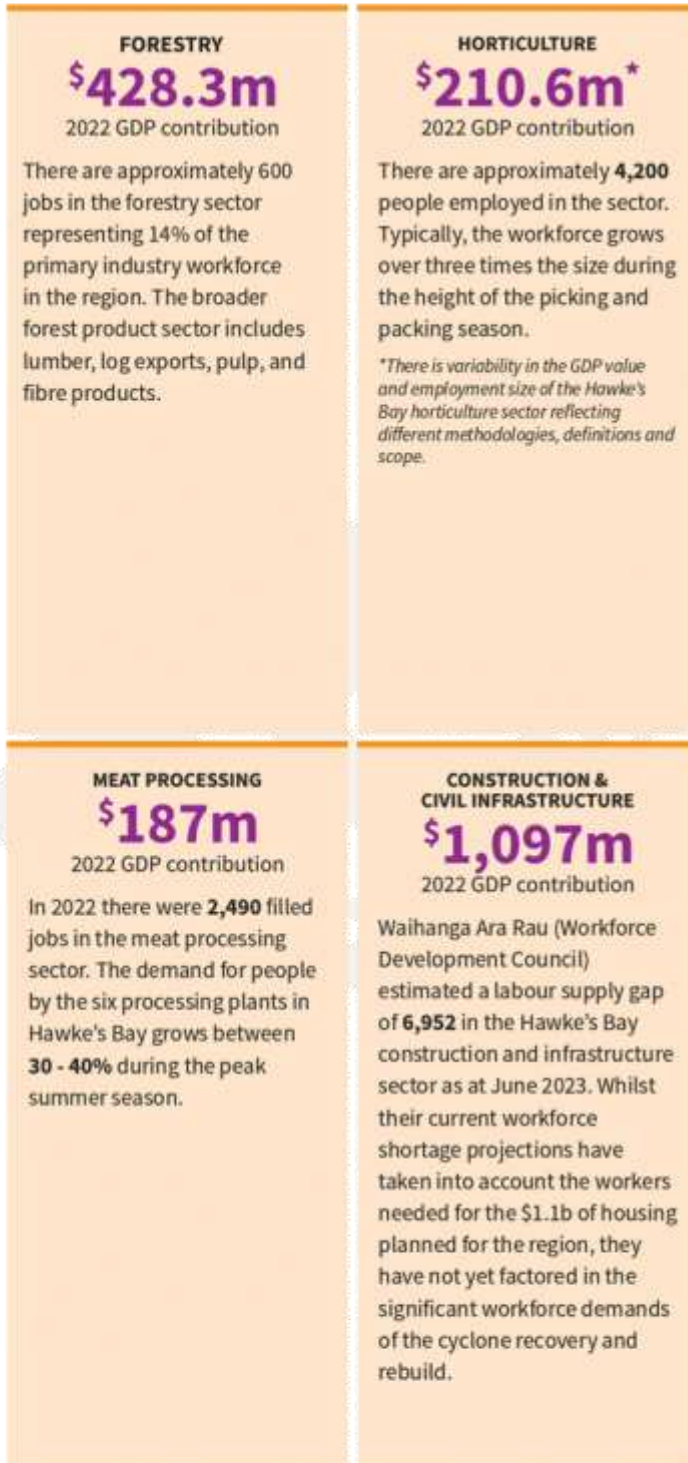 FORESTRY
$428.3m
2022 GDP contribution
There are approximately 600
jobs in the forestry sector
representing 14% of the
primary industry workforce
in the region. The broader
forest product sector includes
lumber, log exports, pulp, and
fibre products.
HORTICULTURE
$210.6m*
2022 GDP contribution
There are approximately 4,200
people employed in the sector.
Typically, the workforce grows
over three times the size during
the height of the picking and
packing season.
*There is variability in the GDP value
and employment size of the Hawke's
Bay horticulture sector reflecting
different methodologies, definitions and
scope.
MEAT PROCESSING
$187m
2022 GDP contribution
In 2022 there were 2,490 filled
jobs in the meat processing
sector. The demand for people
by the six processing plants in
Hawke's Bay grows between
30 - 40% during the peak
summer season.
CONSTRUCTION &
CIVIL INFRASTRUCTURE
$1,097m
2022 GDP contribution
Waihanga Ara Rau (Workforce
Development Council)
estimated a labour supply gap
of 6,952 in the Hawke's Bay
construction and infrastructure
sector as at June 2023. Whilst
their current workforce
shortage projections have
taken into account the workers
needed for the $1.1b of housing
planned for the region, they
have not yet factored in the
significant workforce demands
of the cyclone recovery and
rebuild.